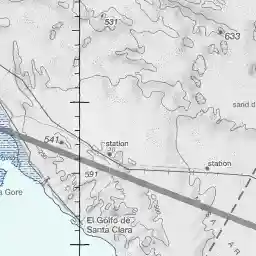 531
633
sand d
541
station
station
591
a Gore
El Golfo de
Santa Clara
A R